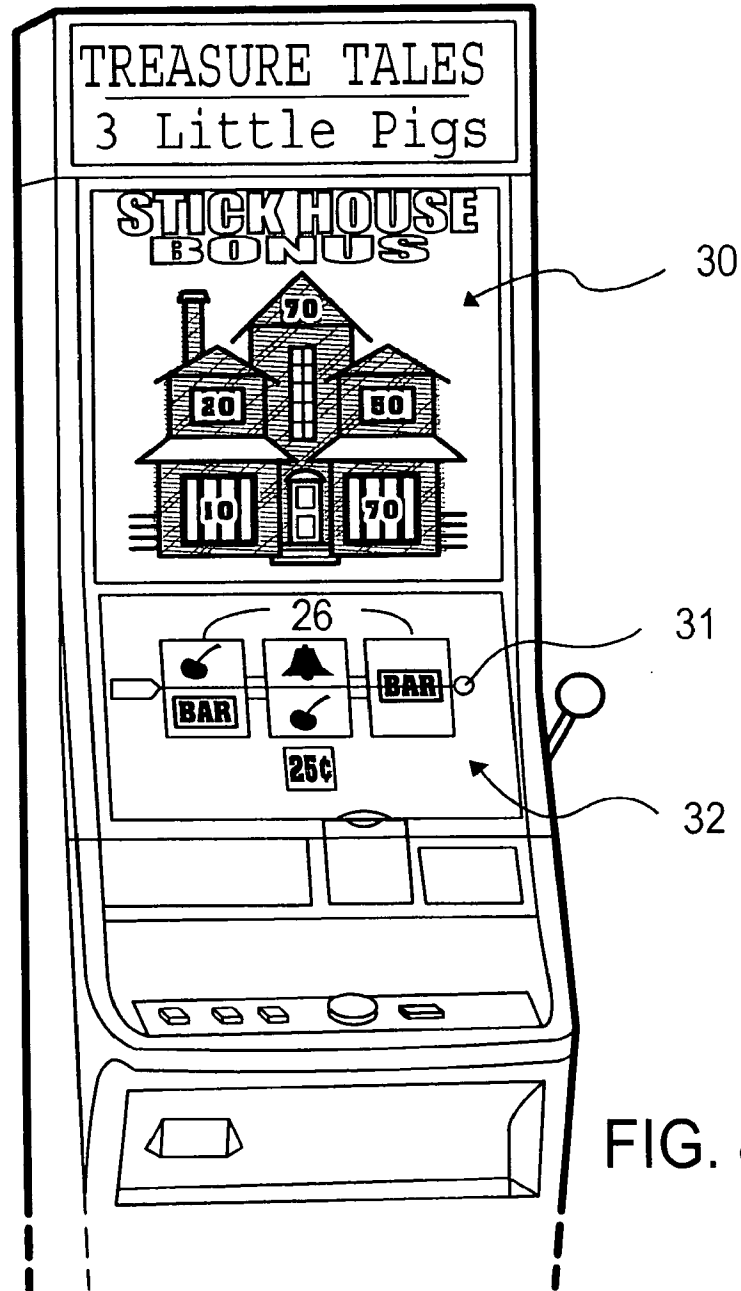 TREASURE TALES
3 Little Pigs
STICK HOUSE
BONUS
30
70
20 50
10 70
26
31
BAR
BAR
25¢
32
FIG.